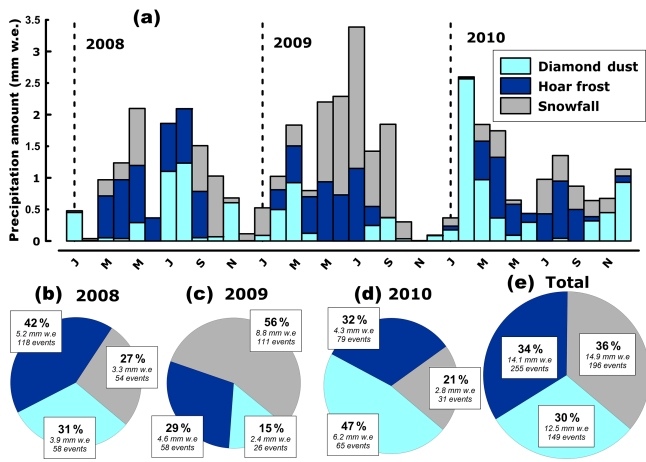 (a)
2008
2009
2010
Diamond dust
Hoar frost
Snowfall
Precipitation amount (mm w.e.)
3.5
3
2.5
2
1.5
1
0.5
0
J M M J S N J M M J S N J M M J S N
(b) 2008
42 %
5.2 mm w.e
118 events
27 %
3.3 mm w.e
54 events
31 %
3.9 mm w.e
58 events
(c) 2009
56 %
8.8 mm w.e
111 events
29 %
4.6 mm w.e
58 events
15 %
2.4 mm w.e
26 events
(d) 2010
32 %
4.3 mm w.e
79 events
21 %
2.8 mm w.e
31 events
47 %
6.2 mm w.e
65 events
(e) Total
34 %
14.1 mm w.e
255 events
36 %
14.9 mm w.e
196 events
30 %
12.5 mm w.e
149 events